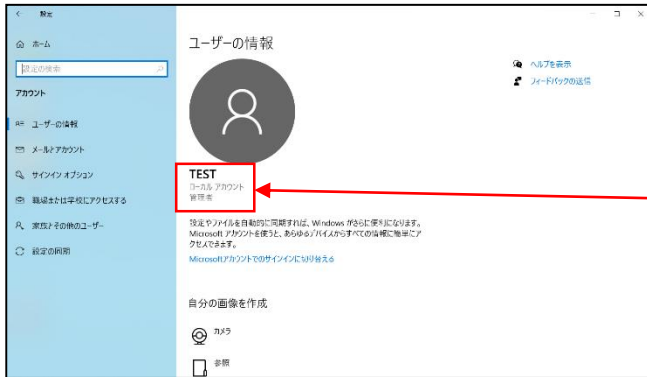 設定
ホーム
設定の検索
アカウント
ユーザーの情報
メールとアカウント
サインイン オプション
職場または学校にアクセスする
家族とその他のユーザー
設定の同期
ユーザーの情報
TEST
ローカル アカウント
管理者
設定やファイルを自動的に同期すれば、Windows がさらに便利になります。
Microsoft アカウントを使うと、あらゆるデバイスからすべての情報に簡単にア
クセスできます。
Microsoftアカウントでのサインインに切り替える
自分の画像を作成
カメラ
参照
ヘルプを表示
フィードバックの送信